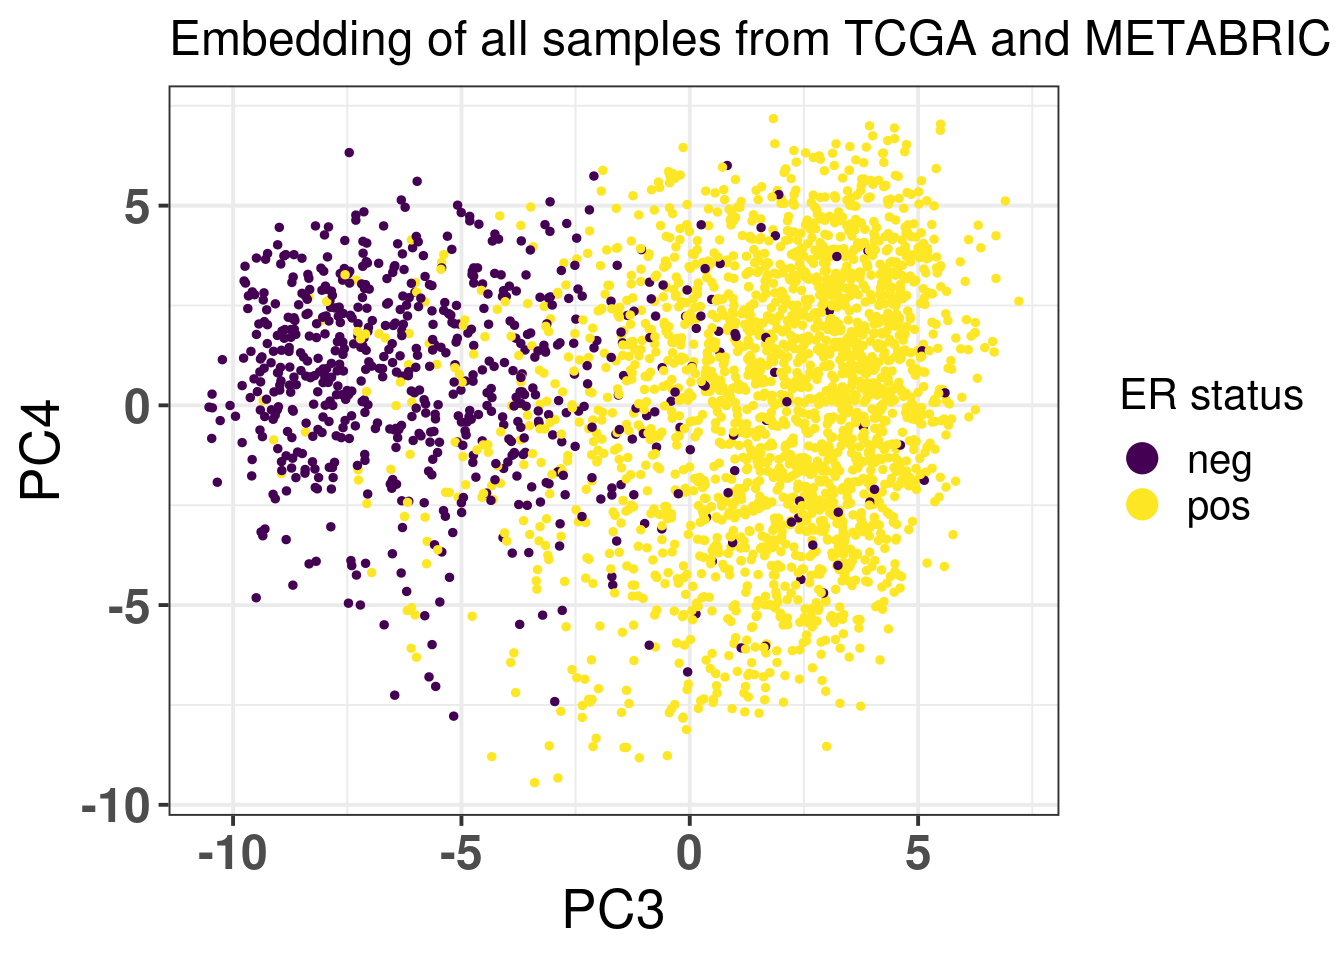 Embedding of all samples from TCGA and METABRIC
5
0
-5
-10
PC4
-10 -5 0 5
PC3
ER status
neg
pos